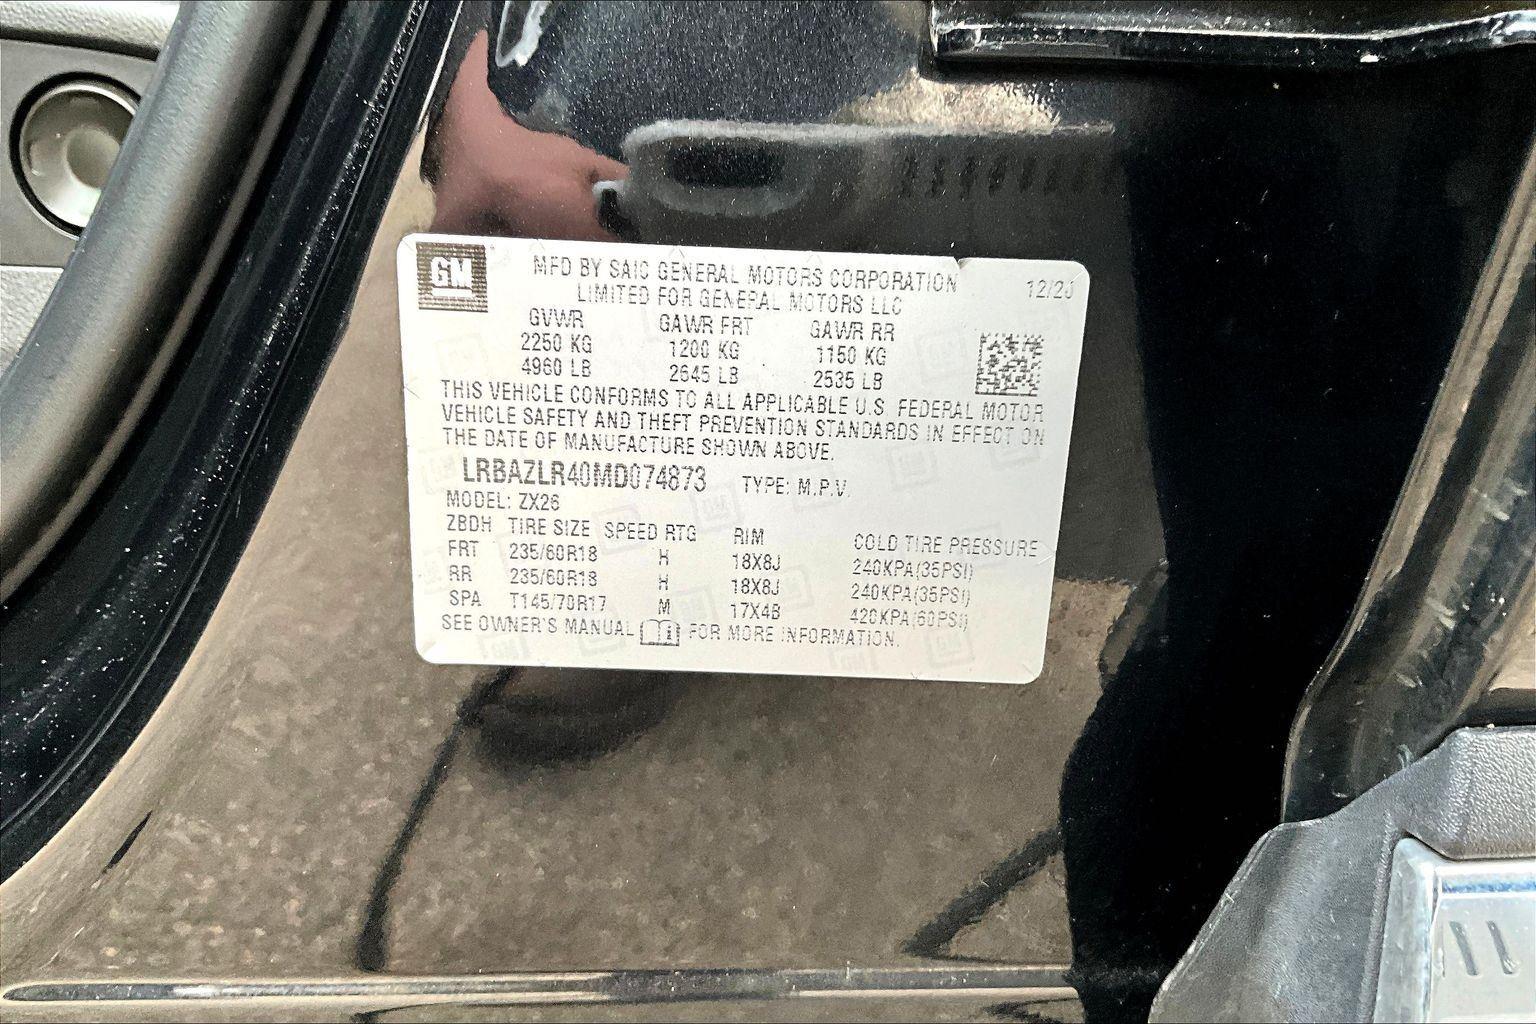 GM
MFD BY SAIC GENERAL MOTORS CORPORATION
LIMITED FOR GENERAL MOTORS LLC
12/20
GVWR GAWR FRT GAWR RR
2250 KG 1200 KG 1150 KG
4960 LB 2645 LB 2535 LB
THIS VEHICLE CONFORMS TO ALL APPLICABLE U.S. FEDERAL MOTOR
VEHICLE SAFETY AND THEFT PREVENTION STANDARDS IN EFFECT ON
THE DATE OF MANUFACTURE SHOWN ABOVE.
LRBAZLR40MD074873 TYPE: M.P.V.
MODEL: ZX26
ZBDH TIRE SIZE SPEED RTG RIM COLD TIRE PRESSURE
FRT 235/60R18 H 18X8J 240KPA(35PSI)
RR 235/60R18 H 18X8J 240KPA(35PSI)
SPA T145/70R17 M 17X4B 420KPA(60PSI)
SEE OWNER'S MANUAL i FOR MORE INFORMATION.